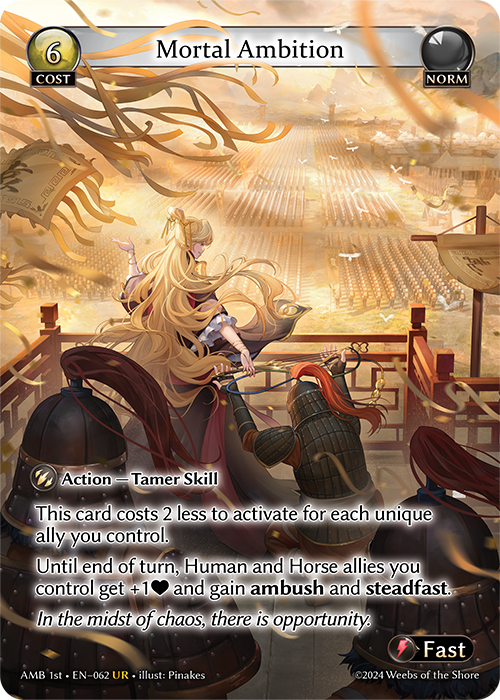 6
COST
Mortal Ambition
NORM
Action — Tamer Skill
This card costs 2 less to activate for each unique
ally you control.
Until end of turn, Human and Horse allies you
control get +1🖤 and gain ambush and steadfast.
In the midst of chaos, there is opportunity.
Fast
AMB 1st • EN-062 UR • illust: Pinakes
©2024 Weebs of the Shore